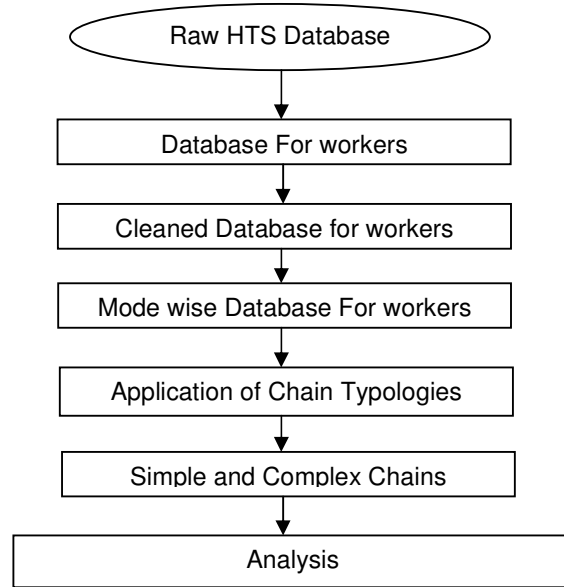 Raw HTS Database
Database For workers
Cleaned Database for workers
Mode wise Database For workers
Application of Chain Typologies
Simple and Complex Chains
Analysis